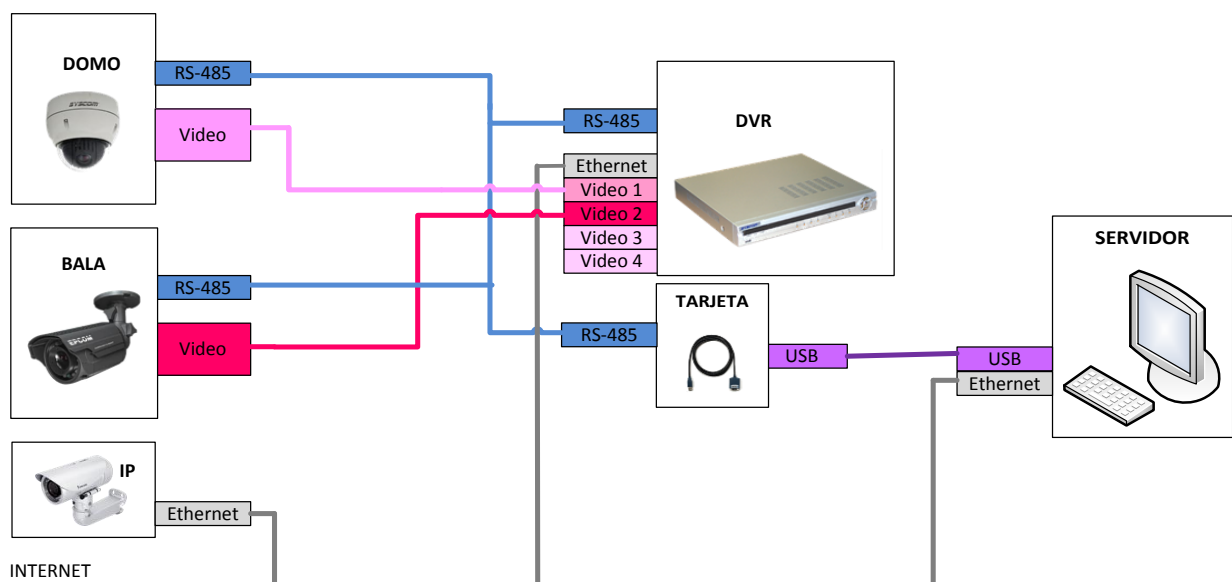 DOMO
RS-485
Video
BALA
RS-485
Video
EPCOM
IP
Ethernet
INTERNET
RS-485
Ethernet
Video 1
Video 2
Video 3
Video 4
DVR
RS-485
TARJETA
USB
SERVIDOR
USB
Ethernet